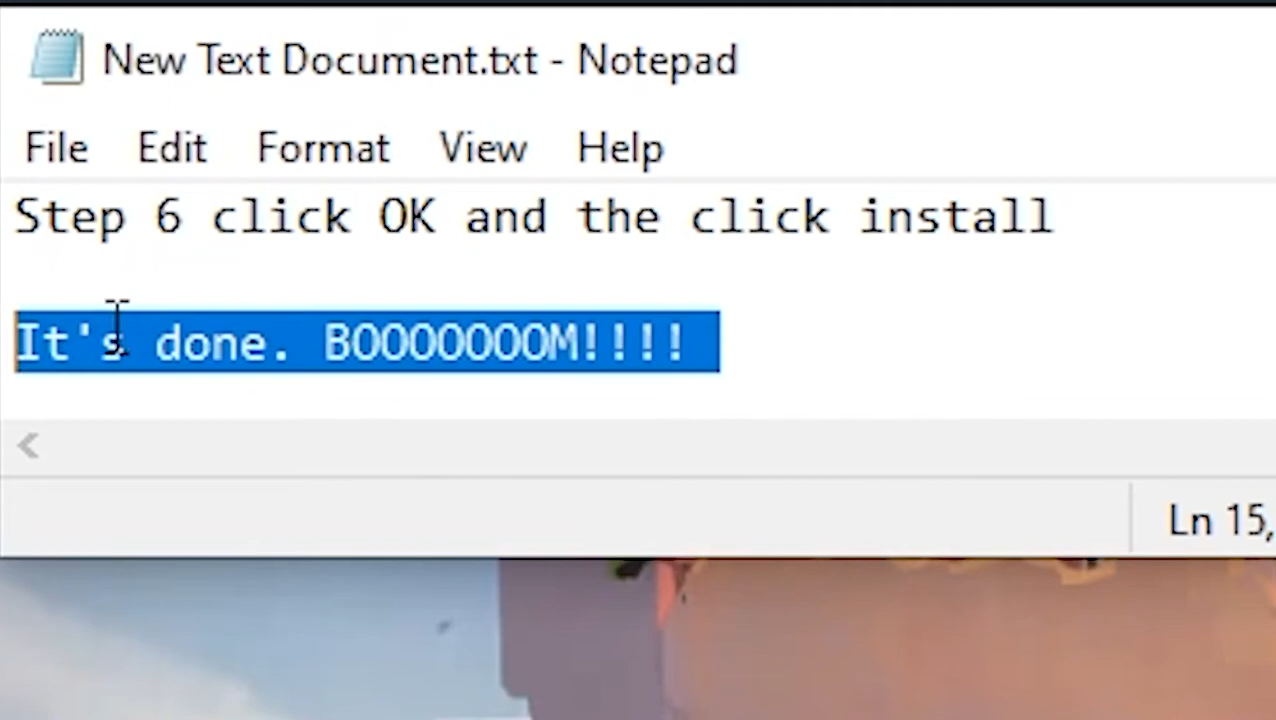 New Text Document.txt - Notepad
File Edit Format View Help
Step 6 click OK and the click install
It's done. BOOOOOOOM!!!!
Ln 15,